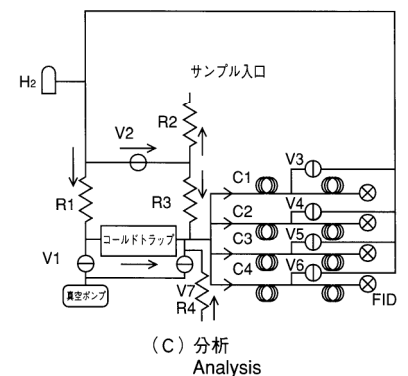 サンプル入口
H2
V2
R2
R1
R3
C1
V3
C2
V4
C3
V5
C4
V6
コールドトラップ
V1
V7
R4
真空ポンプ
FID
(C) 分析
Analysis